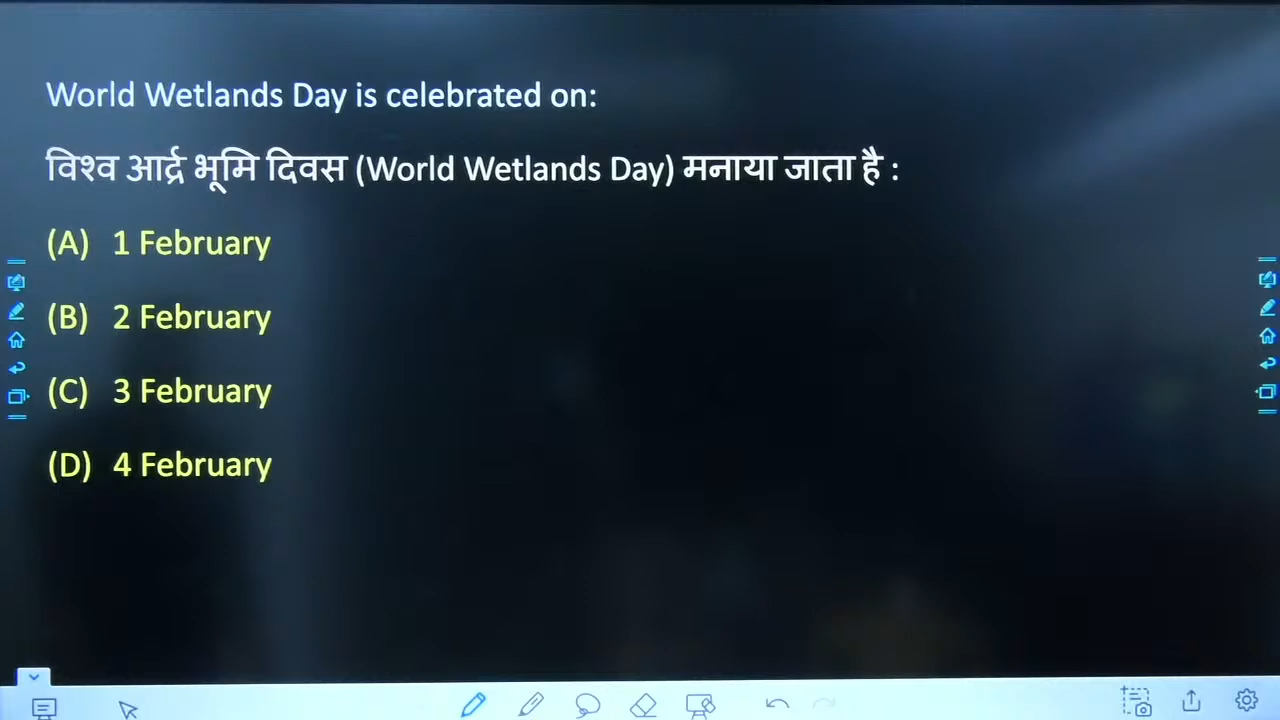 World Wetlands Day is celebrated on:
विश्व आर्द्र भूमि दिवस (World Wetlands Day) मनाया जाता है :
(A) 1 February
(B) 2 February
(C) 3 February
(D) 4 February